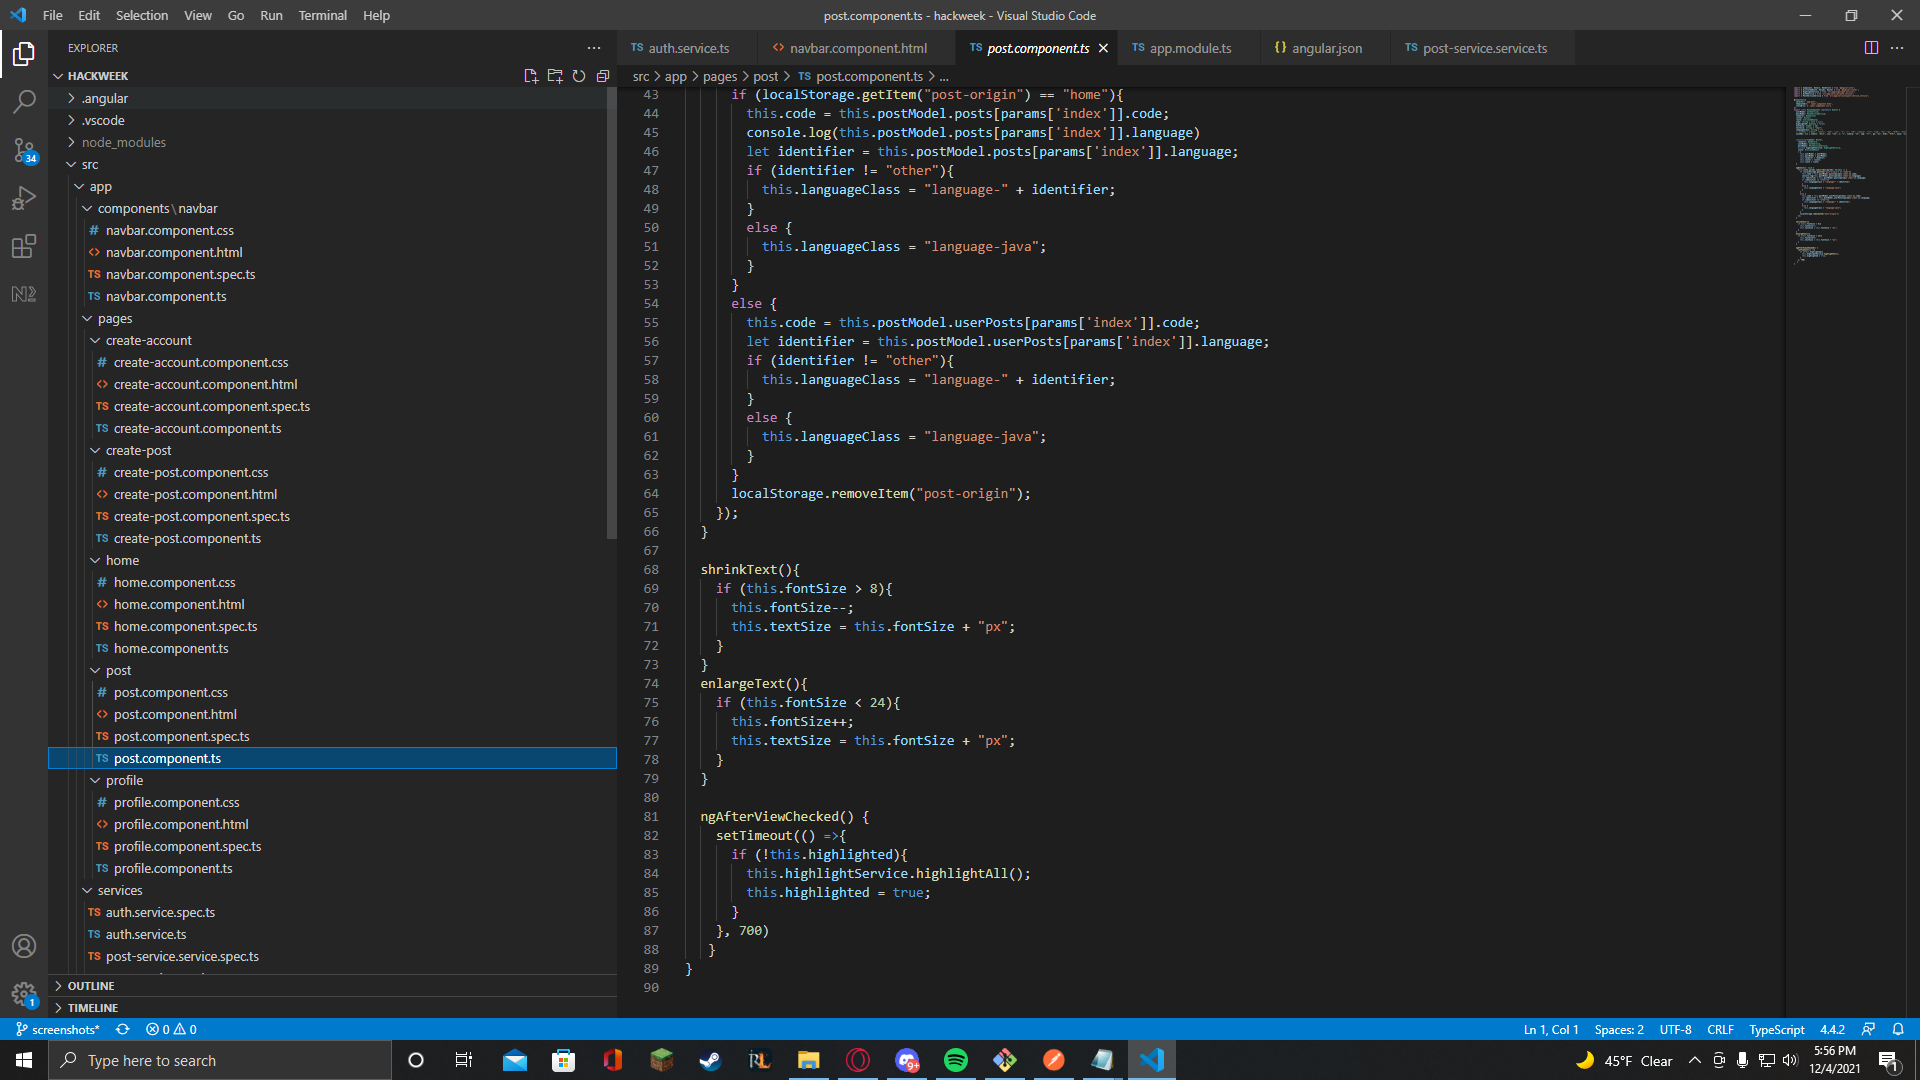 File Edit Selection View Go Run Terminal Help
post.component.ts - hackweek - Visual Studio Code
EXPLORER
HACKWEEK
.angular
.vscode
node_modules
src
app
components\navbar
navbar.component.css
navbar.component.html
navbar.component.spec.ts
navbar.component.ts
pages
create-account
create-account.component.css
create-account.component.html
create-account.component.spec.ts
create-account.component.ts
create-post
create-post.component.css
create-post.component.html
create-post.component.spec.ts
create-post.component.ts
home
home.component.css
home.component.html
home.component.spec.ts
home.component.ts
post
post.component.css
post.component.html
post.component.spec.ts
post.component.ts
profile
profile.component.css
profile.component.html
profile.component.spec.ts
profile.component.ts
services
auth.service.spec.ts
auth.service.ts
post-service.service.spec.ts
OUTLINE
TIMELINE
34
1
TS auth.service.ts <> navbar.component.html TS post.component.ts TS app.module.ts {} angular.json TS post-service.service.ts
src > app > pages > post > TS post.component.ts > ...
43 if (localStorage.getItem("post-origin") == "home"){
44 this.code = this.postModel.posts[params['index']].code;
45 console.log(this.postModel.posts[params['index']].language)
46 let identifier = this.postModel.posts[params['index']].language;
47 if (identifier != "other"){
48 this.languageClass = "language-" + identifier;
49 }
50 else {
51 this.languageClass = "language-java";
52 }
53 }
54 else {
55 this.code = this.postModel.userPosts[params['index']].code;
56 let identifier = this.postModel.userPosts[params['index']].language;
57 if (identifier != "other"){
58 this.languageClass = "language-" + identifier;
59 }
60 else {
61 this.languageClass = "language-java";
62 }
63 }
64 localStorage.removeItem("post-origin");
65 });
66 }
67
68 shrinkText(){
69 if (this.fontSize > 8){
70 this.fontSize--;
71 this.textSize = this.fontSize + "px";
72 }
73 }
74 enlargeText(){
75 if (this.fontSize < 24){
76 this.fontSize++;
77 this.textSize = this.fontSize + "px";
78 }
79 }
80
81 ngAfterViewChecked() {
82 setTimeout(() =>{
83 if (!this.highlighted){
84 this.highlightService.highlightAll();
85 this.highlighted = true;
86 }
87 }, 700)
88 }
89 }
90
screenshots* 0 0 Ln 1, Col 1 Spaces: 2 UTF-8 CRLF TypeScript 4.4.2
Type here to search
RL
9+
45°F Clear
5:56 PM
12/4/2021
1